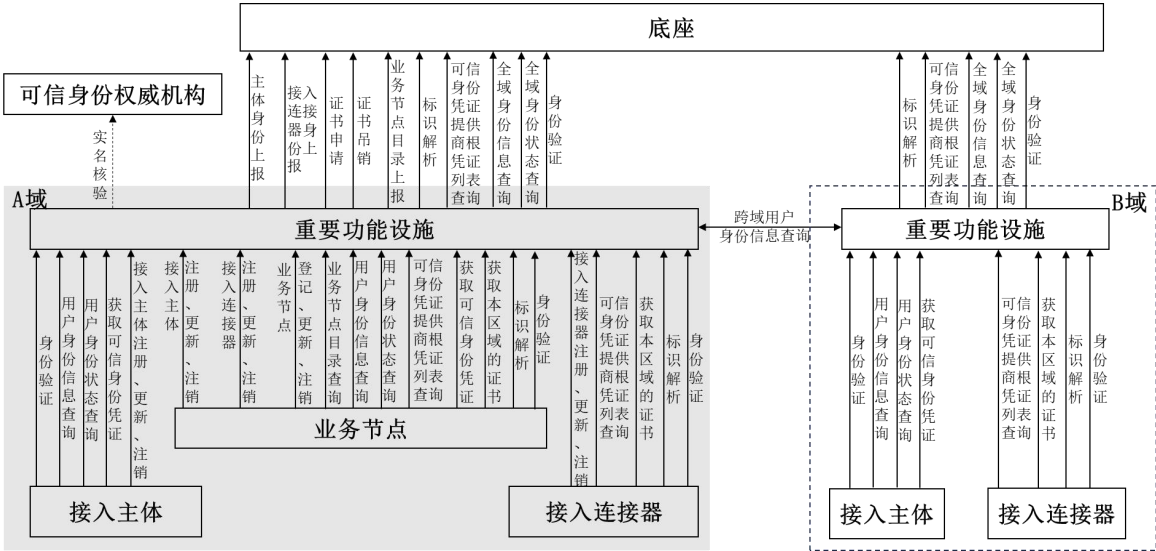 底座
可信身份权威机构
实名核验
主体身份上报
接入连接器身份上报
证书申请
证书吊销
业务节点目录上报
标识解析
可信身份凭证提供商根凭证列表查询
全域身份信息查询
全域身份状态查询
身份验证
标识解析
可信身份凭证提供商根凭证列表查询
全域身份信息查询
全域身份状态查询
身份验证
A域
重要功能设施
跨域用户
身份信息查询
B域
重要功能设施
身份验证
用户身份信息查询
用户身份状态查询
获取可信身份凭证
接入主体注册、更新、注销
接入主体
注册、更新、注销
接入连接器
注册、更新、注销
业务节点
登记、更新、注销
业务节点目录查询
用户身份信息查询
用户身份状态查询
可信身份凭证提供商根凭证列表查询
获取可信身份凭证
获取本区域的证书
标识解析
身份验证
接入连接器注册、更新、注销
可信身份凭证提供商根凭证列表查询
获取本区域的证书
标识解析
身份验证
身份验证
用户身份信息查询
用户身份状态查询
获取可信身份凭证
可信身份凭证提供商根凭证列表查询
获取本区域的证书
标识解析
身份验证
业务节点
接入主体
接入连接器
接入主体
接入连接器